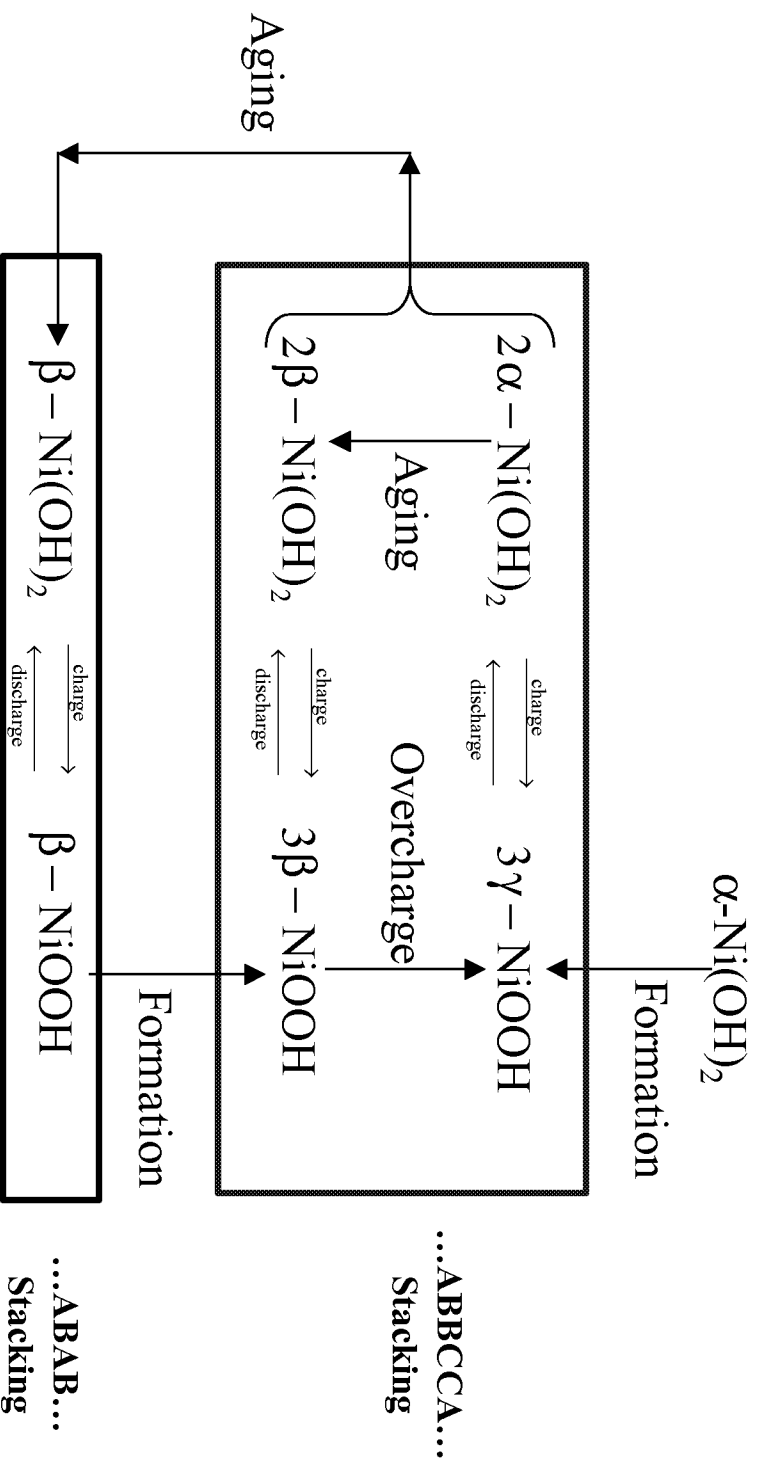 α-Ni(OH)₂
Formation
2α – Ni(OH)₂
charge
discharge
3γ – NiOOH
Aging
Overcharge
....ABBCCA....
Stacking
2β – Ni(OH)₂
charge
discharge
3β – NiOOH
Aging
Formation
β – Ni(OH)₂
charge
discharge
β – NiOOH
....ABAB...
Stacking